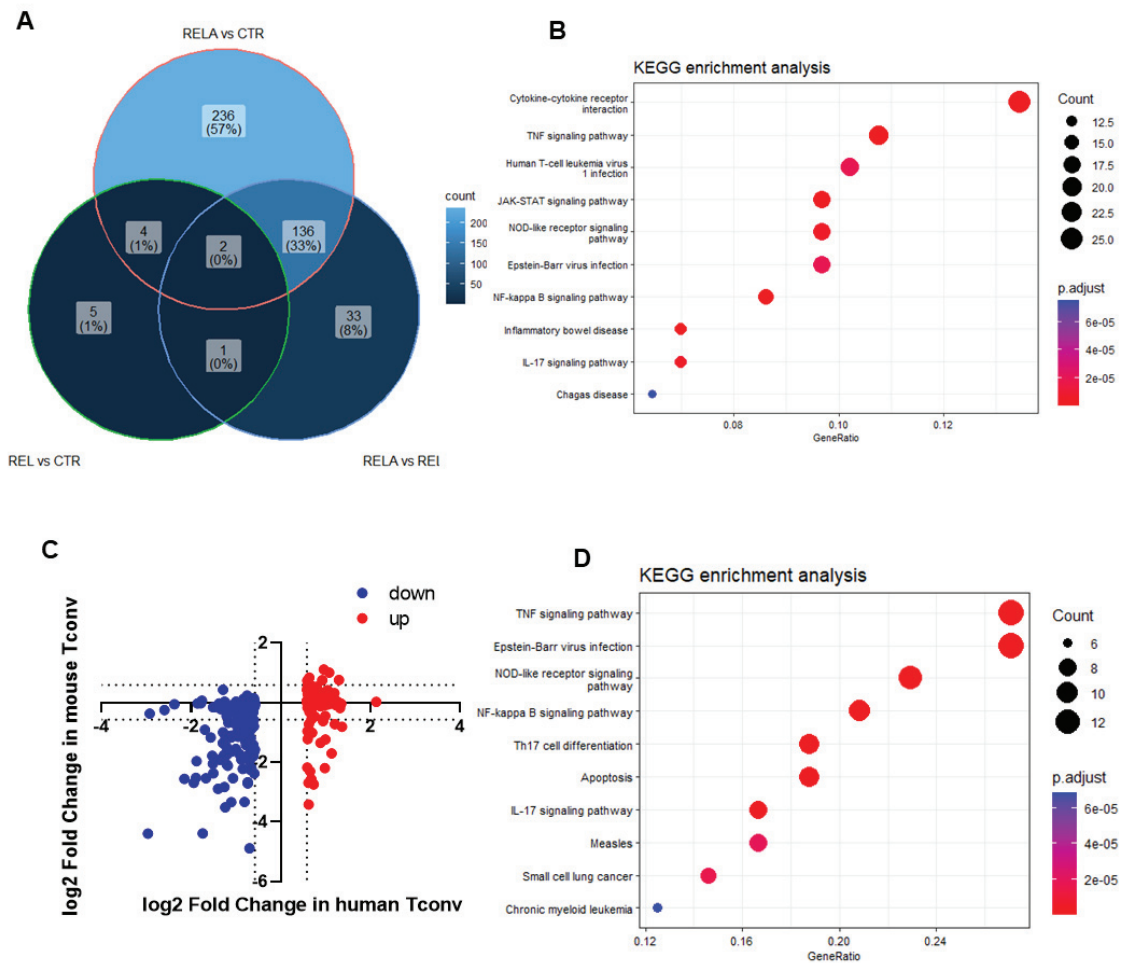 A
RELA vs CTR
236
(57%)
4
(1%)
2
(0%)
136
(33%)
5
(1%)
1
(0%)
33
(8%)
REL vs CTR
RELA vs REL
count
200
150
100
50
B
KEGG enrichment analysis
Cytokine-cytokine receptor
interaction
TNF signaling pathway
Human T-cell leukemia virus
1 infection
JAK-STAT signaling pathway
NOD-like receptor signaling
pathway
Epstein-Barr virus infection
NF-kappa B signaling pathway
Inflammatory bowel disease
IL-17 signaling pathway
Chagas disease
0.08
0.10
0.12
GeneRatio
Count
12.5
15.0
17.5
20.0
22.5
25.0
p.adjust
6e-05
4e-05
2e-05
C
down
up
log2 Fold Change in mouse Tconv
2
-4
-2
2
4
-2
-4
-6
log2 Fold Change in human Tconv
D
KEGG enrichment analysis
TNF signaling pathway
Epstein-Barr virus infection
NOD-like receptor signaling
pathway
NF-kappa B signaling pathway
Th17 cell differentiation
Apoptosis
IL-17 signaling pathway
Measles
Small cell lung cancer
Chronic myeloid leukemia
0.12
0.16
0.20
0.24
GeneRatio
Count
6
8
10
12
p.adjust
6e-05
4e-05
2e-05